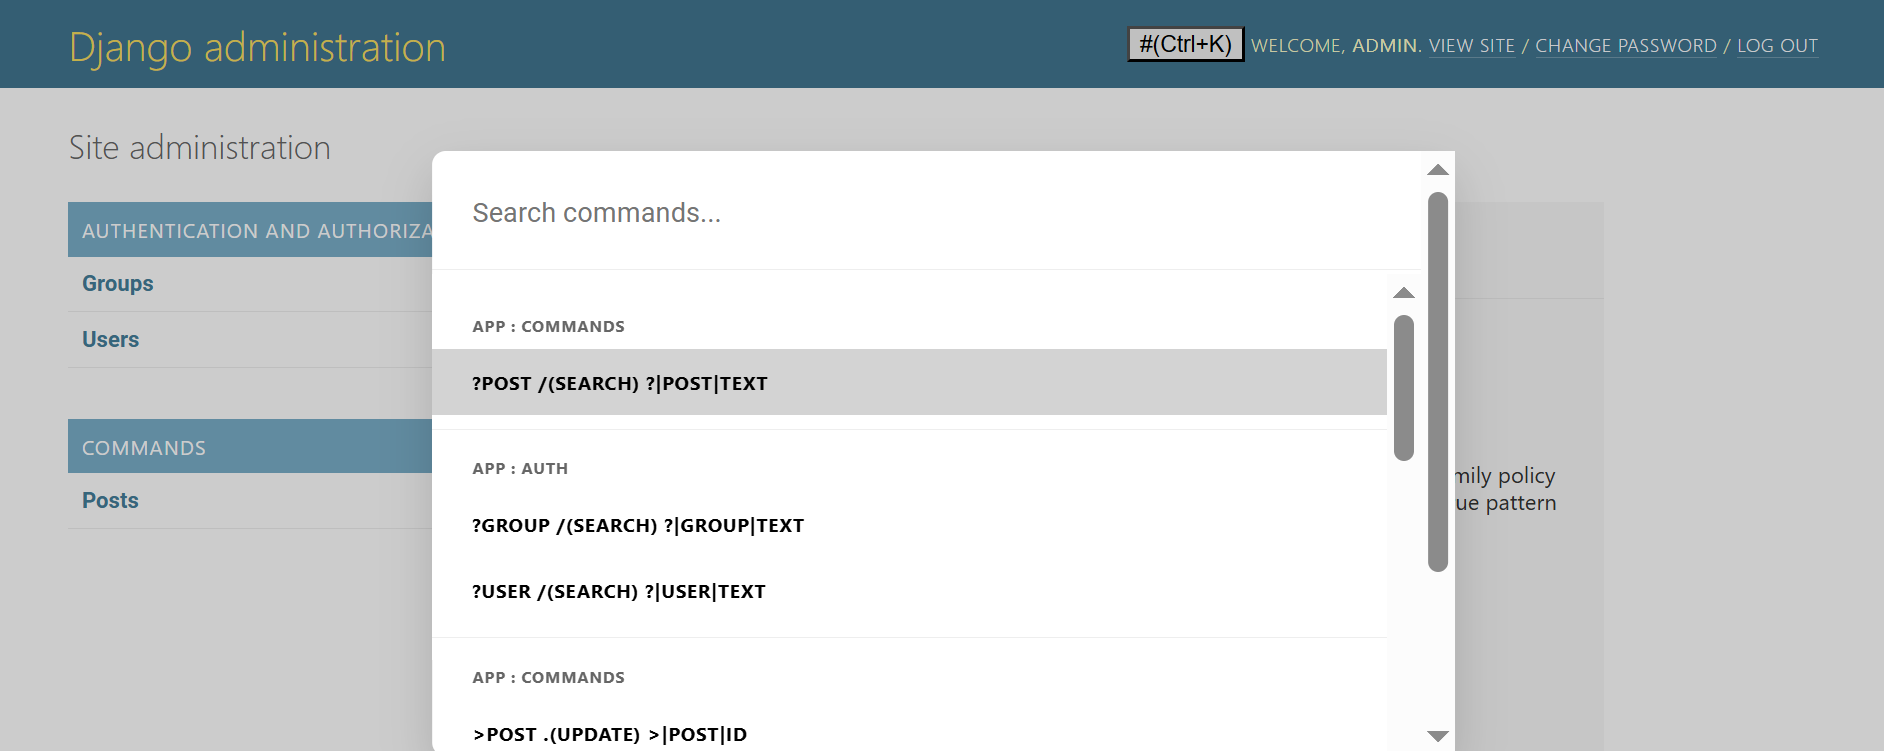 Django administration
#(Ctrl+K) WELCOME, ADMIN. VIEW SITE / CHANGE PASSWORD / LOG OUT
Site administration
AUTHENTICATION AND AUTHORIZA
Groups
Users
COMMANDS
Posts
Search commands...
APP : COMMANDS
?POST /(SEARCH) ?|POST|TEXT
APP : AUTH
?GROUP /(SEARCH) ?|GROUP|TEXT
?USER /(SEARCH) ?|USER|TEXT
APP : COMMANDS
>POST .(UPDATE) >|POST|ID
mily policy
ue pattern